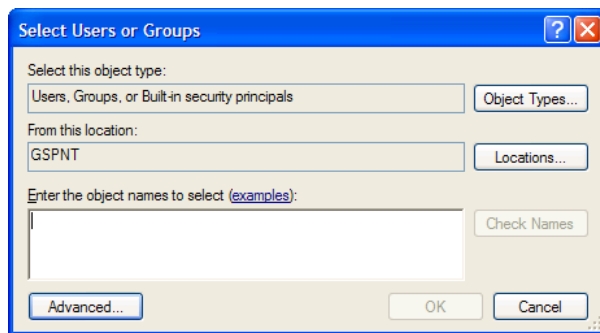 Select Users or Groups
Select this object type:
Users, Groups, or Built-in security principals
Object Types...
From this location:
GSPNT
Locations...
Enter the object names to select (examples):
Check Names
Advanced...
OK
Cancel